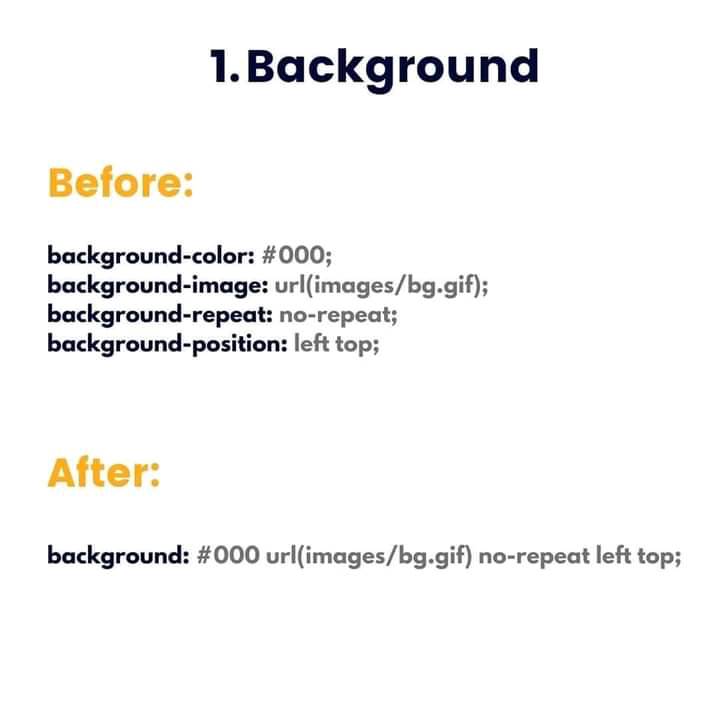 1. Background
Before:
background-color: #000;
background-image: url(images/bg.gif);
background-repeat: no-repeat;
background-position: left top;
After:
background: #000 url(images/bg.gif) no-repeat left top;